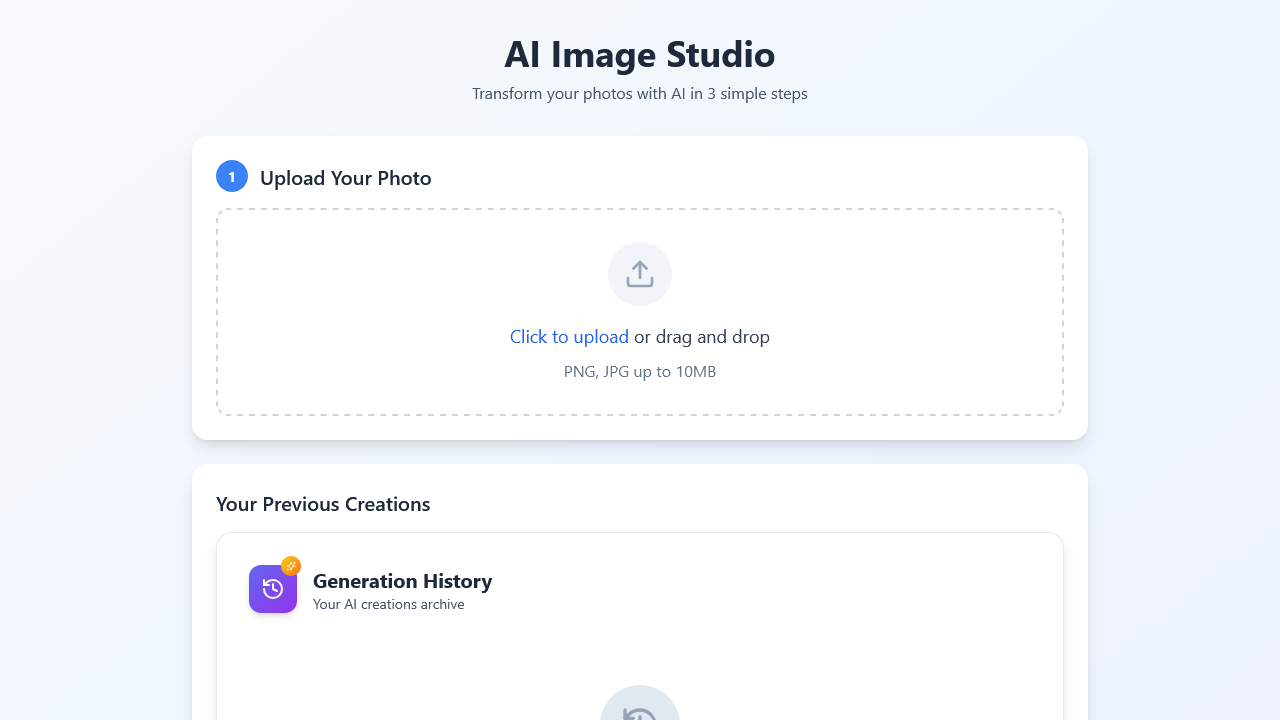 AI Image Studio
Transform your photos with AI in 3 simple steps
1
Upload Your Photo
Click to upload or drag and drop
PNG, JPG up to 10MB
Your Previous Creations
Generation History
Your AI creations archive